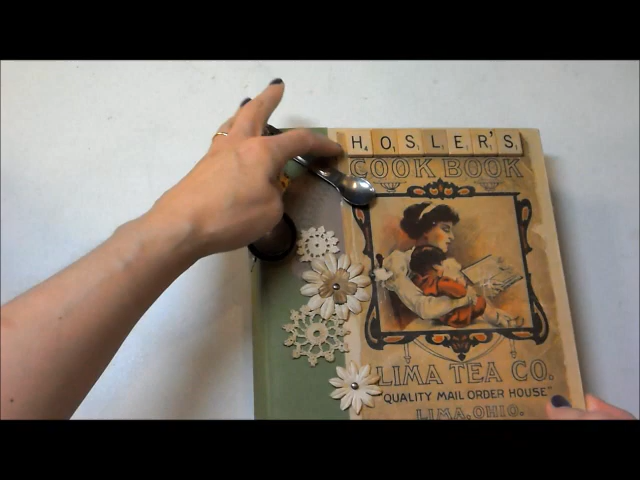 HOSLER'S
COOK BOOK
LIMA TEA CO.
"QUALITY MAIL ORDER HOUSE"
LIMA, OHIO.